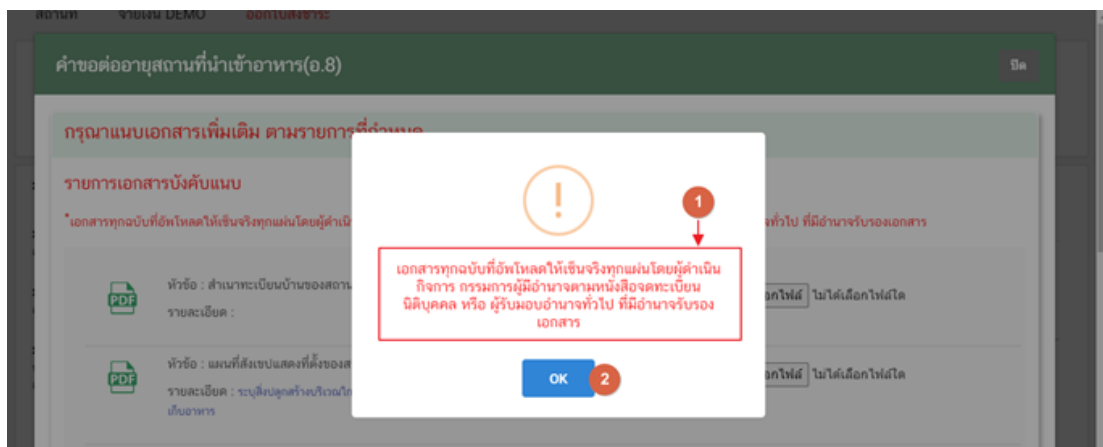 สถานที่ จ่ายเงิน DEMO ออกใบสั่งชำระ
คำขอต่ออายุสถานที่นำเข้าอาหาร(อ.8) ปิด
กรุณาแนบเอกสารเพิ่มเติม ตามรายการที่กำหนด
รายการเอกสารบังคับแนบ
*เอกสารทุกฉบับที่อัพโหลดให้เซ็นจริงทุกแผ่นโดยผู้ดำเนิ ทั่วไป ที่มีอำนาจรับรองเอกสาร
1
เอกสารทุกฉบับที่อัพโหลดให้เซ็นจริงทุกแผ่นโดยผู้ดำเนิน
กิจการ กรรมการผู้มีอำนาจตามหนังสือจดทะเบียน
นิติบุคคล หรือ ผู้รับมอบอำนาจทั่วไป ที่มีอำนาจรับรอง
เอกสาร
PDF หัวข้อ : สำเนาทะเบียนบ้านของสถาน
รายละเอียด :
อกไฟล์ ไม่ได้เลือกไฟล์ใด
OK 2
PDF หัวข้อ : แผนที่สังเขปแสดงที่ตั้งของส
รายละเอียด : ระบุสิ่งปลูกสร้างบริเวณใก
เก็บอาหาร
อกไฟล์ ไม่ได้เลือกไฟล์ใด